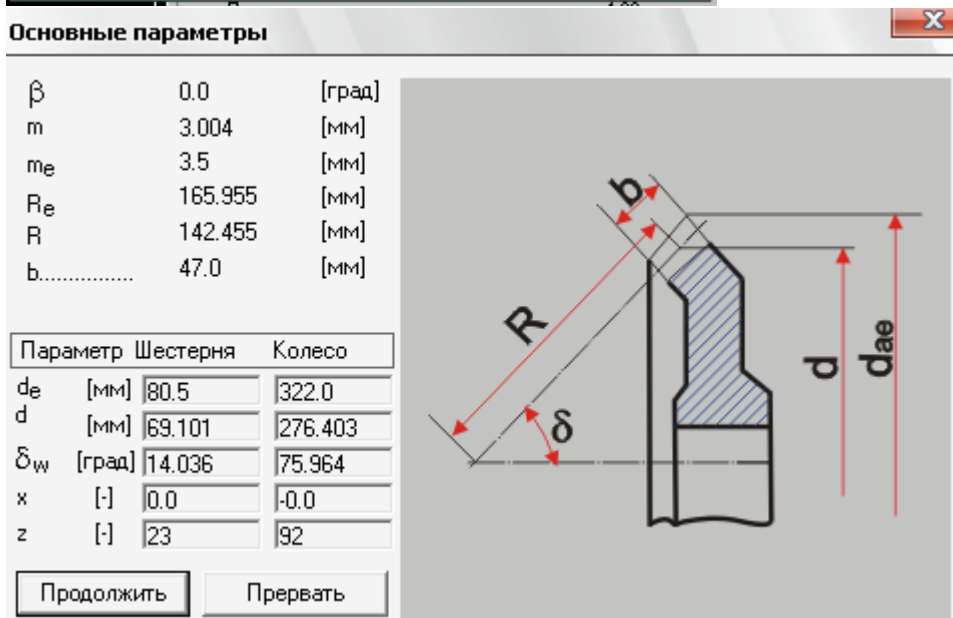 Основные параметры
β 0.0 [град]
m 3.004 [мм]
me 3.5 [мм]
Re 165.955 [мм]
R 142.455 [мм]
b................ 47.0 [мм]
Параметр Шестерня Колесо
de [мм] 80.5 322.0
d [мм] 69.101 276.403
δw [град] 14.036 75.964
x [-] 0.0 -0.0
z [-] 23 92
Продолжить Прервать
b
R
δ
d
dae